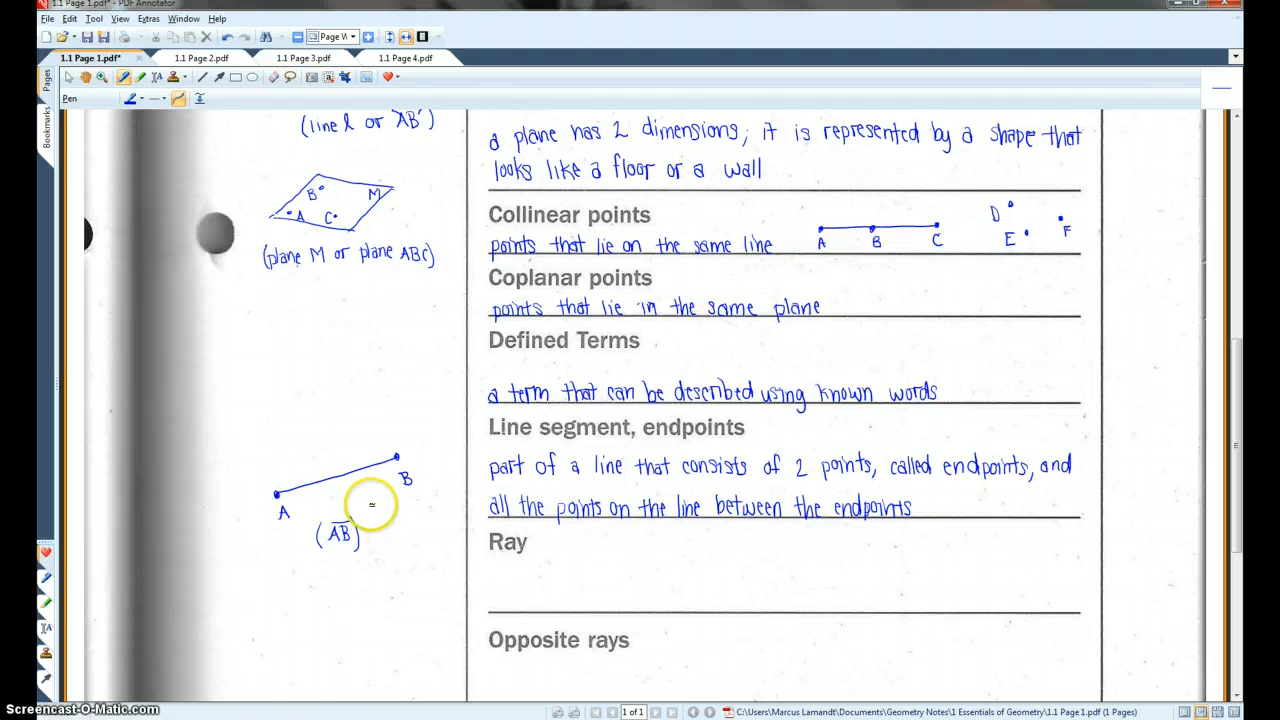 1.1 Page 1.pdf* - PDF Annotator
File Edit Tool View Extras Window Help
Page W
1.1 Page 1.pdf* 1.1 Page 2.pdf 1.1 Page 3.pdf 1.1 Page 4.pdf
Pen
Pages
Bookmarks
(line l or AB)
a plane has 2 dimensions; it is represented by a shape that
looks like a floor or a wall
B M
A C
(plane M or plane ABC)
Collinear points
points that lie on the same line
A B C
D E F
Coplanar points
points that lie in the same plane
Defined Terms
a term that can be described using known words
Line segment, endpoints
part of a line that consists of 2 points, called endpoints, and
all the points on the line between the endpoints
A B
(A̅B̅)
Ray
Opposite rays
1 of 1
C:\Users\Marcus Lamandt\Documents\Geometry Notes\1 Essentials of Geometry\1.1 Page 1.pdf (1 Pages)
Screencast-O-Matic.com